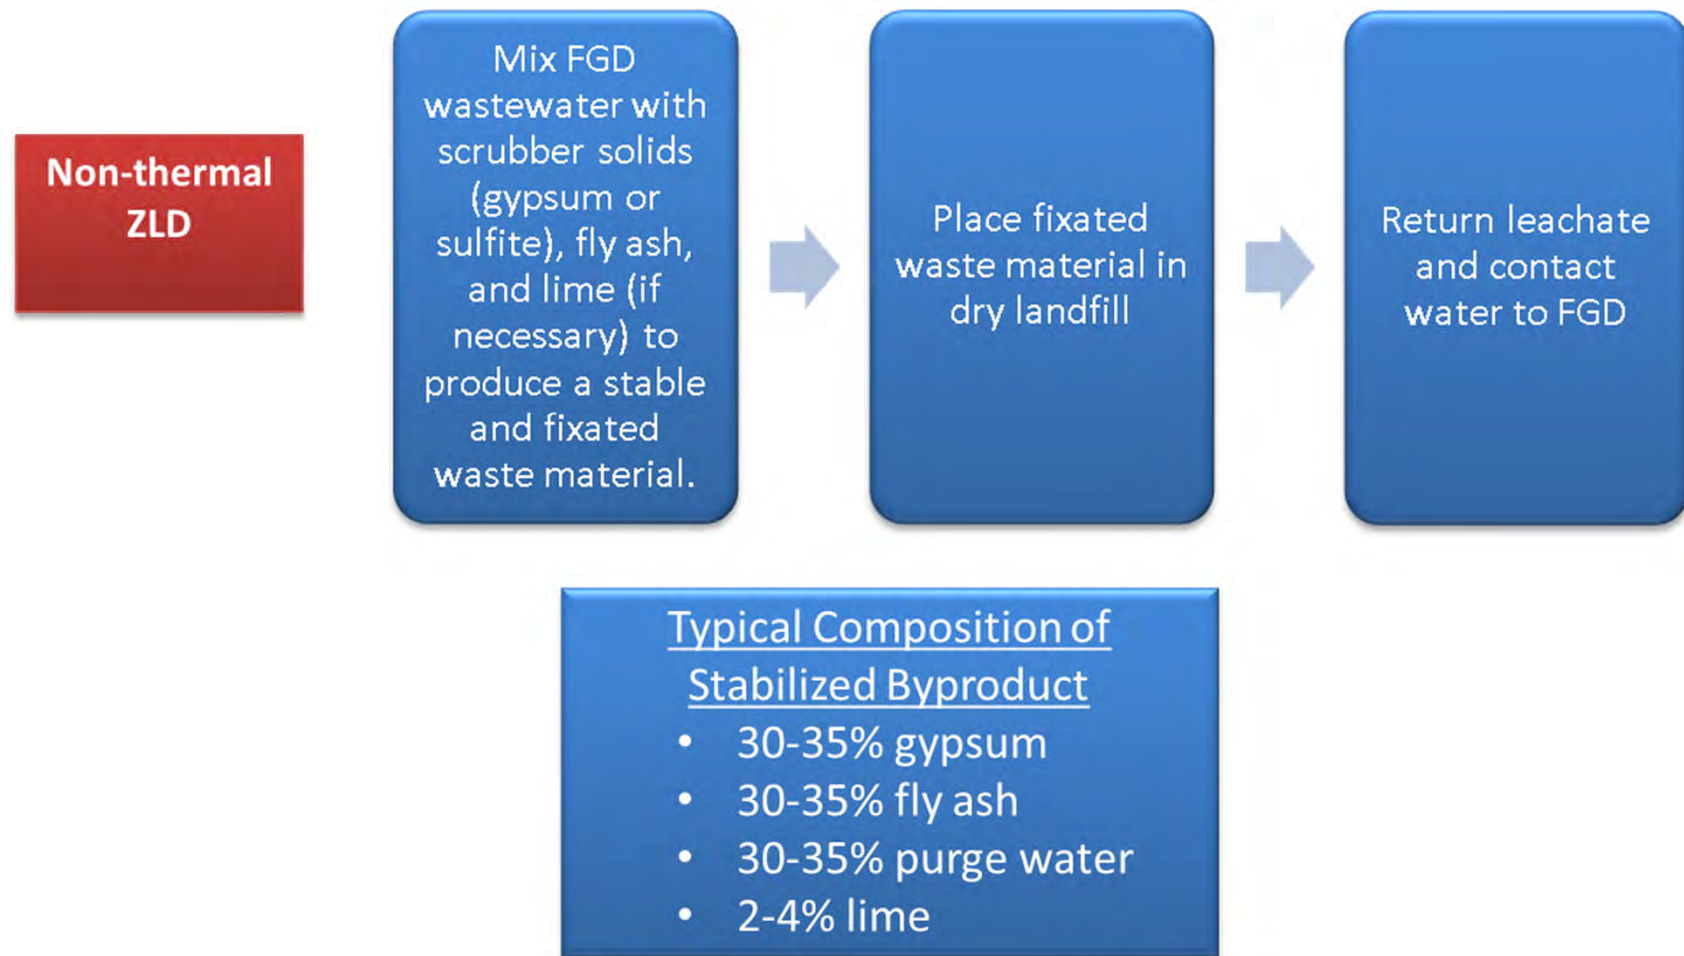 Non-thermal
ZLD
Mix FGD
wastewater with
scrubber solids
(gypsum or
sulfite), fly ash,
and lime (if
necessary) to
produce a stable
and fixated
waste material.
Place fixated
waste material in
dry landfill
Return leachate
and contact
water to FGD
Typical Composition of
Stabilized Byproduct
• 30-35% gypsum
• 30-35% fly ash
• 30-35% purge water
• 2-4% lime